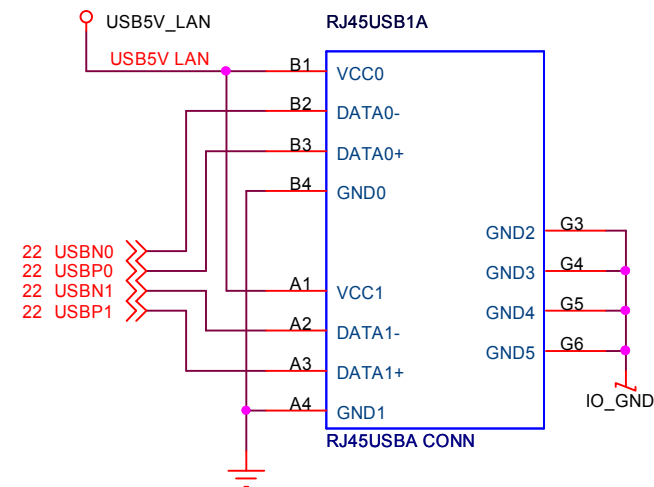 USB5V_LAN
RJ45USB1A
USB5V LAN
B1 VCC0
B2 DATA0-
B3 DATA0+
B4 GND0
GND2 G3
22 USBN0
GND3 G4
22 USBP0
22 USBN1
A1 VCC1
22 USBP1
GND4 G5
A2 DATA1-
GND5 G6
A3 DATA1+
A4 GND1
IO_GND
RJ45USBA CONN